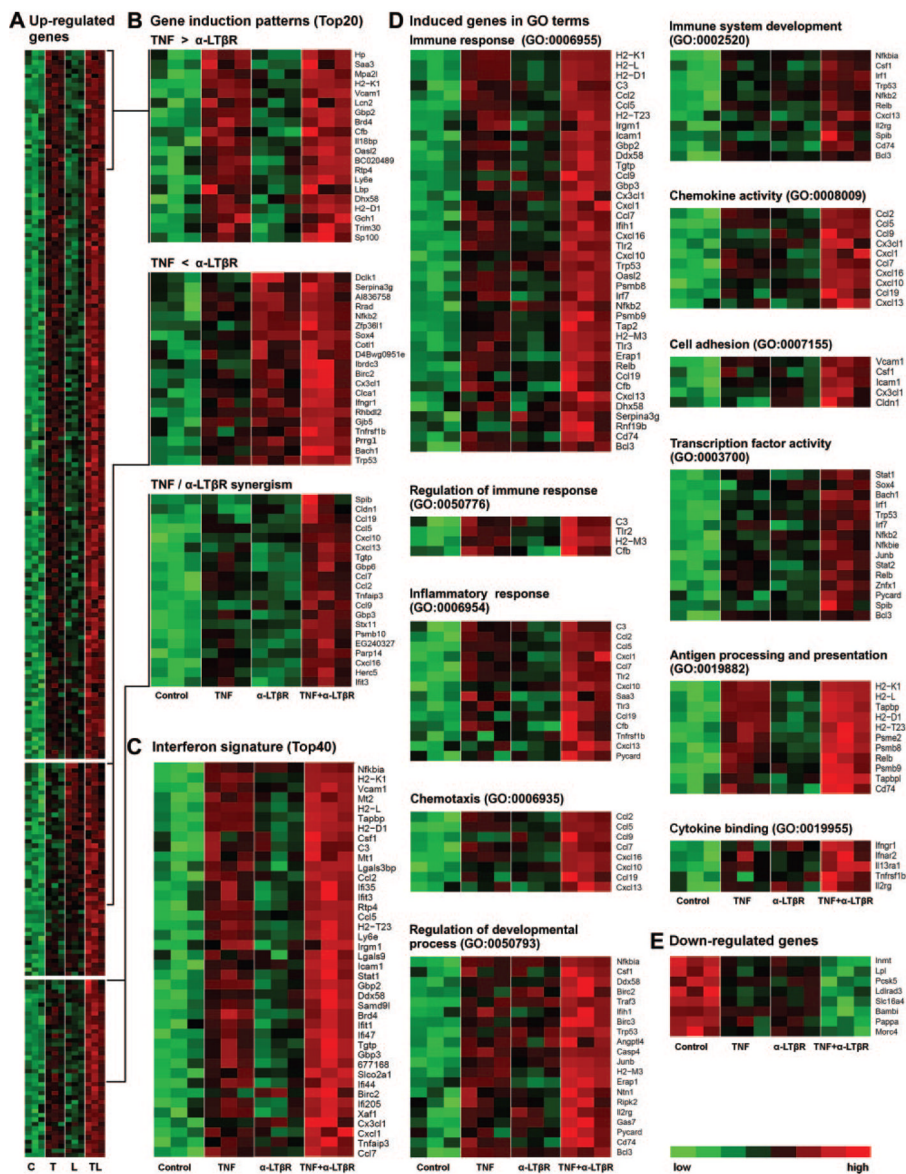 A Up-regulated
genes
C T L TL
B Gene induction patterns (Top20)
TNF > α-LTβR
Hp
Saa3
Mpa2l
H2-K1
Vcam1
Lcn2
Gbp2
Brd4
Cfb
Il18bp
Oasl2
BC020489
Rtp4
Ly6e
Lbp
Dhx58
H2-D1
Gch1
Trim30
Sp100
TNF < α-LTβR
Dclk1
Serpina3g
AI836758
Rrad
Nfkb2
Zfp36l1
Sox4
Cotl1
D4Bwg0951e
Ibrdc3
Birc2
Cx3cl1
Clca1
Ifngr1
Rhbdl2
Gjb5
Tnfrsf1b
Prrg1
Bach1
Trp53
TNF / α-LTβR synergism
Spib
Cldn1
Ccl19
Ccl5
Cxcl10
Cxcl13
Tgtp
Gbp6
Ccl7
Ccl2
Tnfaip3
Ccl9
Gbp3
Stx11
Psmb10
EG240327
Parp14
Cxcl16
Herc5
Ifit3
Control TNF α-LTβR TNF+α-LTβR
C Interferon signature (Top40)
Nfkbia
H2-K1
Vcam1
Mt2
H2-L
Tapbp
H2-D1
Csf1
C3
Mt1
Lgals3bp
Ccl2
Ifi35
Ifit3
Rtp4
Ccl5
H2-T23
Ly6e
Irgm1
Lgals9
Icam1
Stat1
Gbp2
Ddx58
Samd9l
Brd4
Ifit1
Ifi47
Tgtp
Gbp3
677168
Slco2a1
Ifi44
Birc2
Ifi205
Xaf1
Cx3cl1
Cxcl1
Tnfaip3
Ccl7
Control TNF α-LTβR TNF+α-LTβR
D Induced genes in GO terms
Immune response (GO:0006955)
H2-K1
H2-L
H2-D1
C3
Ccl2
Ccl5
H2-T23
Irgm1
Icam1
Gbp2
Ddx58
Tgtp
Ccl9
Gbp3
Cx3cl1
Cxcl1
Ccl7
Ifih1
Cxcl16
Tlr2
Cxcl10
Trp53
Oasl2
Psmb8
Irf7
Nfkb2
Psmb9
Tap2
H2-M3
Tlr3
Erap1
Relb
Ccl19
Cfb
Cxcl13
Dhx58
Serpina3g
Rnf19b
Cd74
Bcl3
Regulation of immune response
(GO:0050776)
C3
Tlr2
H2-M3
Cfb
Inflammatory response
(GO:0006954)
C3
Ccl2
Ccl5
Cxcl1
Ccl7
Tlr2
Cxcl10
Saa3
Tlr3
Ccl19
Cfb
Tnfrsf1b
Cxcl13
Pycard
Chemotaxis (GO:0006935)
Ccl2
Ccl5
Ccl9
Ccl7
Cxcl16
Cxcl10
Ccl19
Cxcl13
Regulation of developmental
process (GO:0050793)
Nfkbia
Csf1
Ddx58
Birc2
Traf3
Ifih1
Birc3
Trp53
Angptl4
Casp4
Junb
H2-M3
Erap1
Ntn1
Ripk2
Il2rg
Gas7
Pycard
Cd74
Bcl3
Control TNF α-LTβR TNF+α-LTβR
Immune system development
(GO:0002520)
Nfkbia
Csf1
Irf1
Trp53
Nfkb2
Relb
Cxcl13
Il2rg
Spib
Cd74
Bcl3
Chemokine activity (GO:0008009)
Ccl2
Ccl5
Ccl9
Cx3cl1
Cxcl1
Ccl7
Cxcl16
Cxcl10
Ccl19
Cxcl13
Cell adhesion (GO:0007155)
Vcam1
Csf1
Icam1
Cx3cl1
Cldn1
Transcription factor activity
(GO:0003700)
Stat1
Sox4
Bach1
Irf1
Trp53
Irf7
Nfkb2
Nfkbie
Junb
Stat2
Relb
Znfx1
Pycard
Spib
Bcl3
Antigen processing and presentation
(GO:0019882)
H2-K1
H2-L
Tapbp
H2-D1
H2-T23
Psme2
Psmb8
Relb
Psmb9
Tapbpl
Cd74
Cytokine binding (GO:0019955)
Ifngr1
Ifnar2
Il13ra1
Tnfrsf1b
Il2rg
Control TNF α-LTβR TNF+α-LTβR
E Down-regulated genes
Inmt
Lpl
Pcsk5
Ldlrad3
Slc16a4
Bambi
Pappa
Morc4
Control TNF α-LTβR TNF+α-LTβR
low high